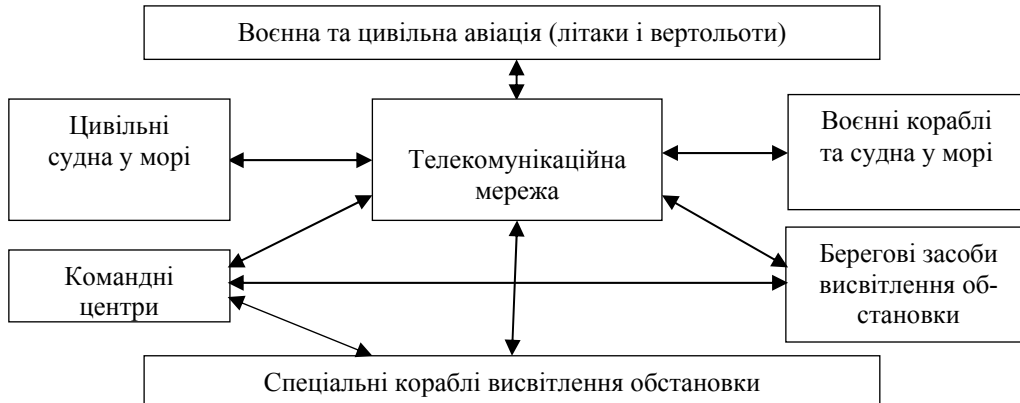 Воєнна та цивільна авіація (літаки і вертольоти)
Цивільні
судна у морі
Телекомунікаційна
мережа
Воєнні кораблі
та судна у морі
Командні
центри
Берегові засоби
висвітлення об-
становки
Спеціальні кораблі висвітлення обстановки